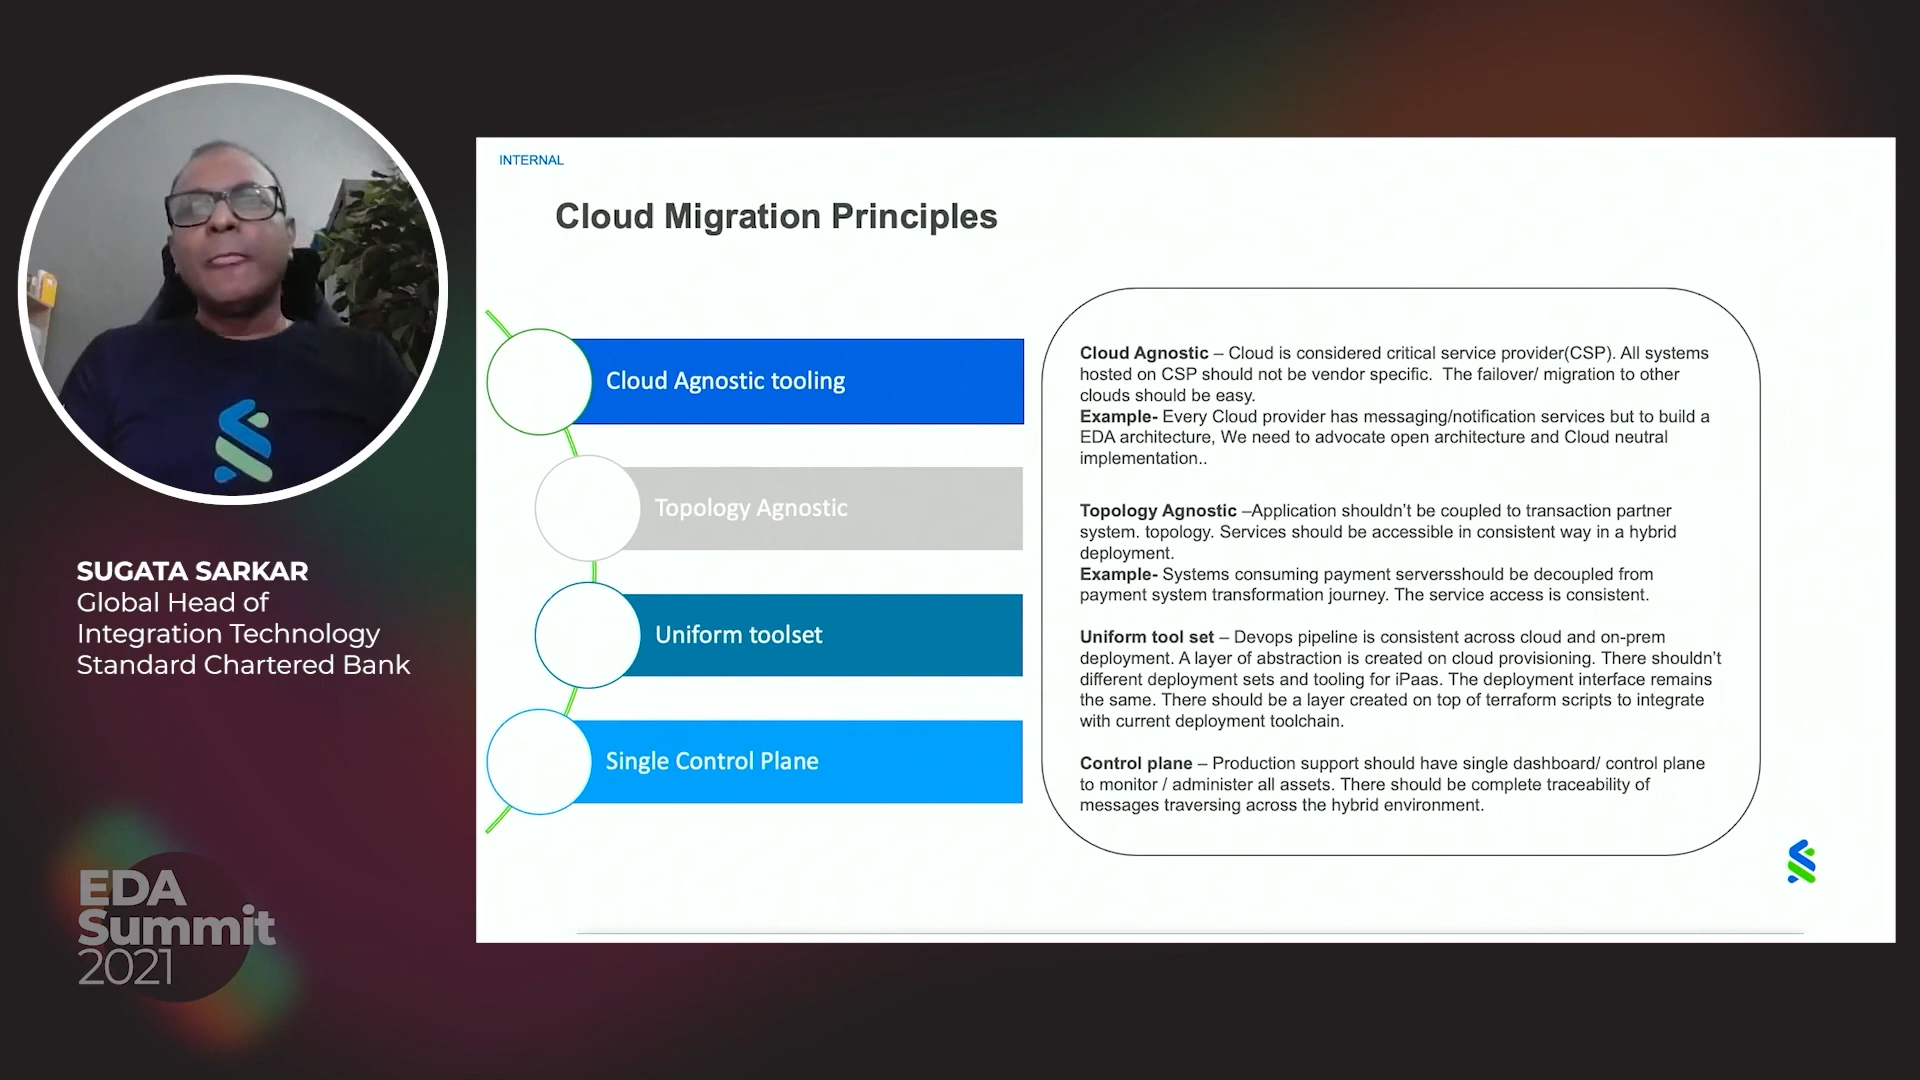 INTERNAL
Cloud Migration Principles
Cloud Agnostic tooling
Topology Agnostic
Uniform toolset
Single Control Plane
Cloud Agnostic – Cloud is considered critical service provider(CSP). All systems
hosted on CSP should not be vendor specific.  The failover/ migration to other
clouds should be easy.
Example- Every Cloud provider has messaging/notification services but to build a
EDA architecture, We need to advocate open architecture and Cloud neutral
implementation..
Topology Agnostic –Application shouldn't be coupled to transaction partner
system. topology. Services should be accessible in consistent way in a hybrid
deployment.
Example- Systems consuming payment serversshould be decoupled from
payment system transformation journey. The service access is consistent.
Uniform tool set – Devops pipeline is consistent across cloud and on-prem
deployment. A layer of abstraction is created on cloud provisioning. There shouldn't
different deployment sets and tooling for iPaas. The deployment interface remains
the same. There should be a layer created on top of terraform scripts to integrate
with current deployment toolchain.
Control plane – Production support should have single dashboard/ control plane
to monitor / administer all assets. There should be complete traceability of
messages traversing across the hybrid environment.
SUGATA SARKAR
Global Head of
Integration Technology
Standard Chartered Bank
EDA
Summit
2021